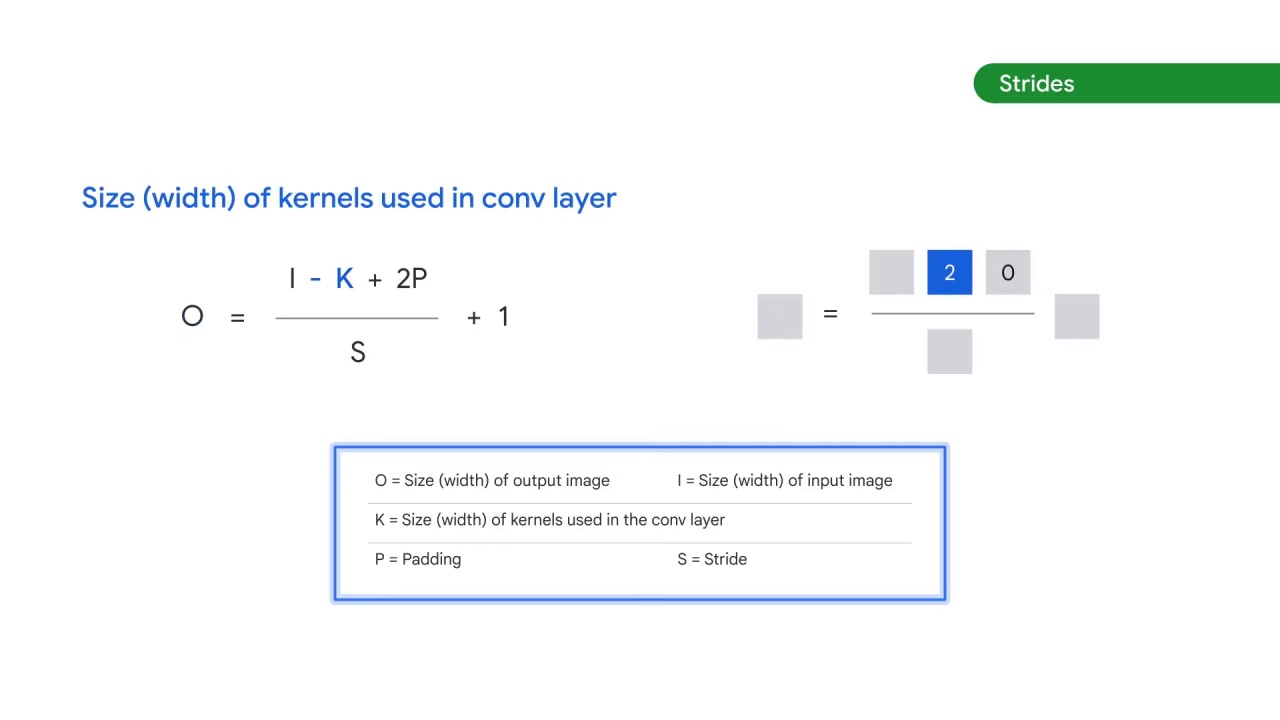 Strides
Size (width) of kernels used in conv layer
O = I - K + 2P / S + 1
2 0
=
O = Size (width) of output image I = Size (width) of input image
K = Size (width) of kernels used in the conv layer
P = Padding S = Stride